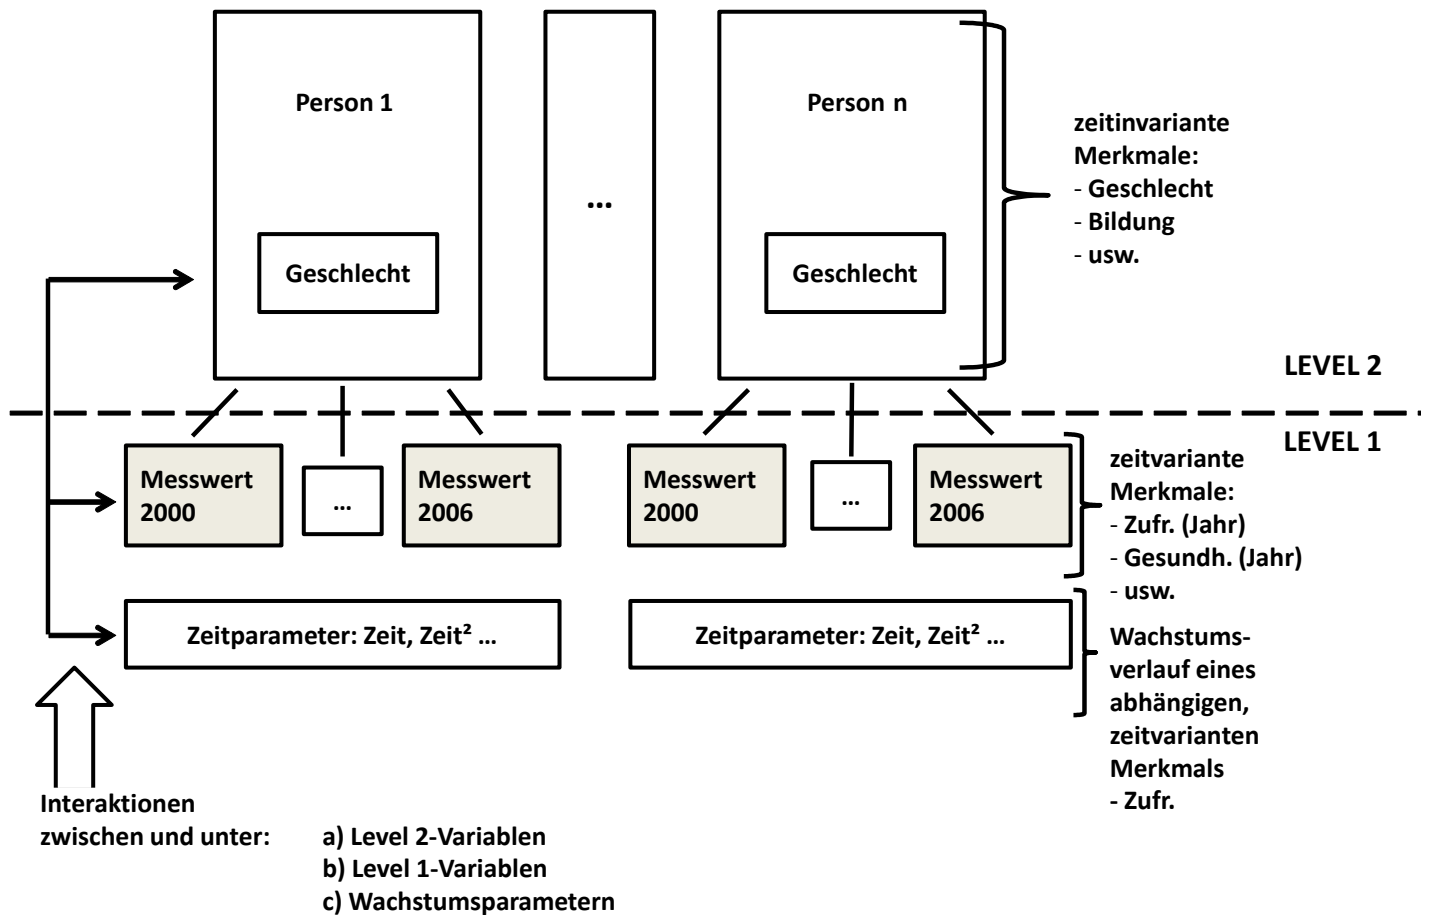 Person 1
...
Person n
Geschlecht
Geschlecht
zeitinvariante
Merkmale:
- Geschlecht
- Bildung
- usw.
LEVEL 2
LEVEL 1
Messwert
2000
...
Messwert
2006
Messwert
2000
...
Messwert
2006
zeitvariante
Merkmale:
- Zufr. (Jahr)
- Gesundh. (Jahr)
- usw.
Zeitparameter: Zeit, Zeit² ...
Zeitparameter: Zeit, Zeit² ...
Wachstums-
verlauf eines
abhängigen,
zeitvarianten
Merkmals
- Zufr.
Interaktionen
zwischen und unter:
a) Level 2-Variablen
b) Level 1-Variablen
c) Wachstumsparametern